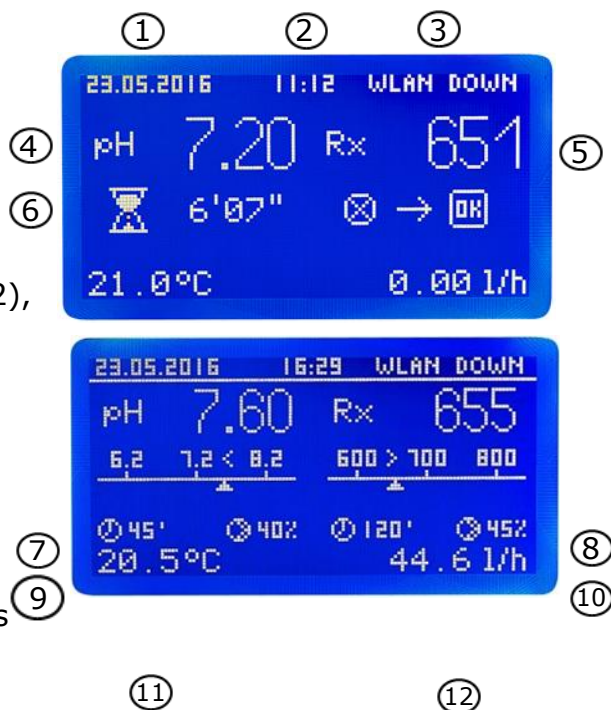 ① ② ③
23.05.2016 11:12 WLAN DOWN
④ pH 7.20 Rx 651 ⑤
⑥ 6'07" → OK
2),
21.0°C 0.00 l/h
23.05.2016 16:29 WLAN DOWN
pH 7.60 Rx 655
6.2 7.2 < 8.2 600 > 700 800
45' 40% 120' 45%
⑦ 20.5°C 44.6 l/h ⑧
s ⑨ ⑩
⑪ ⑫